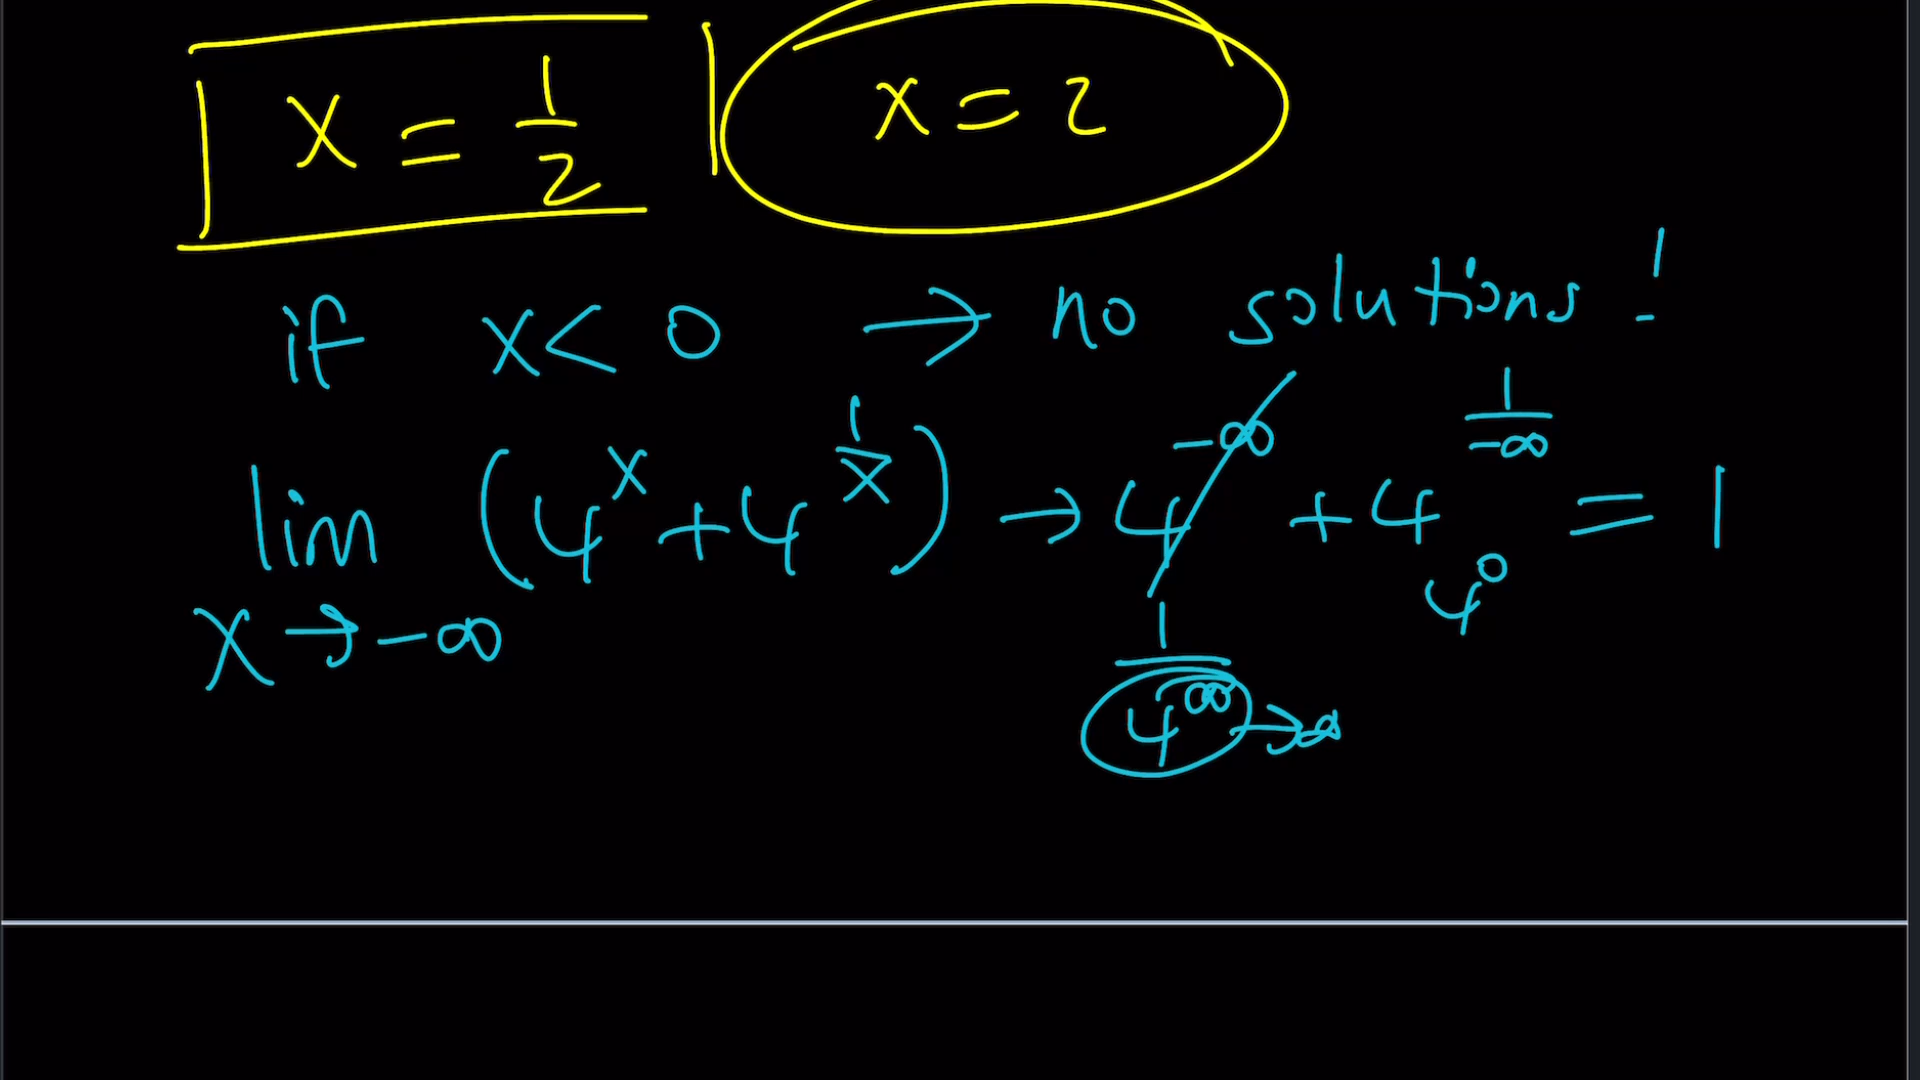 x = 1/2 x = 2
if x < 0 → no solutions!
lim (4^x + 4^(1/x)) → 4^(-∞) + 4^(1/(-∞)) = 1
x → -∞ 4^0
1/4^∞ → ∞